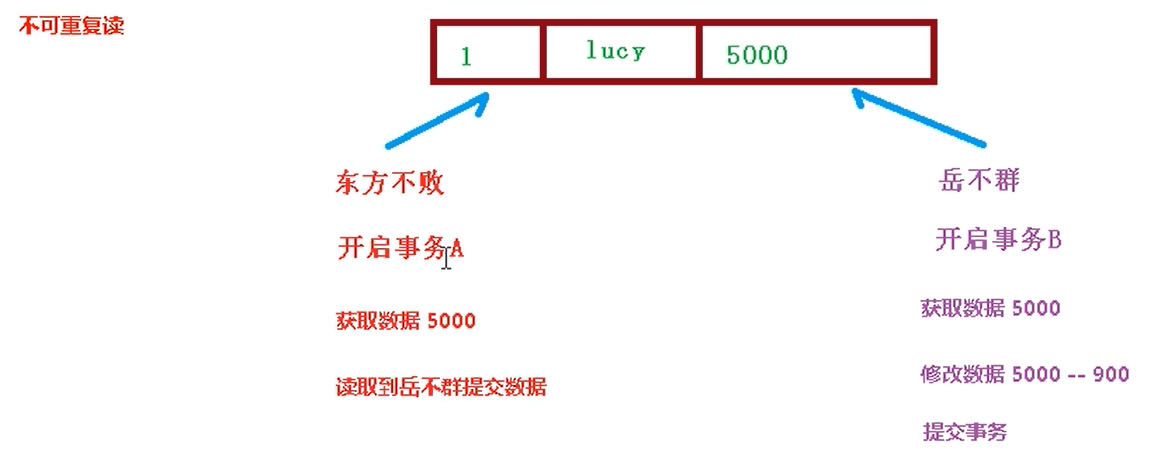 不可重复读
1 lucy 5000
东方不败
岳不群
开启事务A
开启事务B
获取数据 5000
获取数据 5000
读取到岳不群提交数据
修改数据 5000 -- 900
提交事务